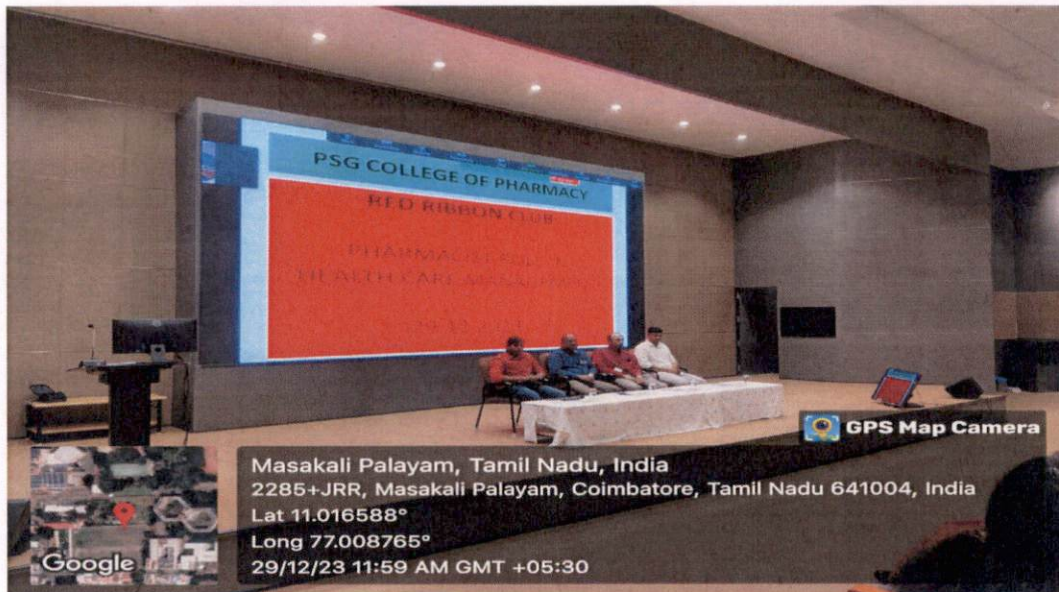 PSG COLLEGE OF PHARMACY
RED RIBBON CLUB
HEALTH CARE
GPS Map Camera
Masakali Palayam, Tamil Nadu, India
2285+JRR, Masakali Palayam, Coimbatore, Tamil Nadu 641004, India
Lat 11.016588°
Long 77.008765°
29/12/23 11:59 AM GMT +05:30
Google